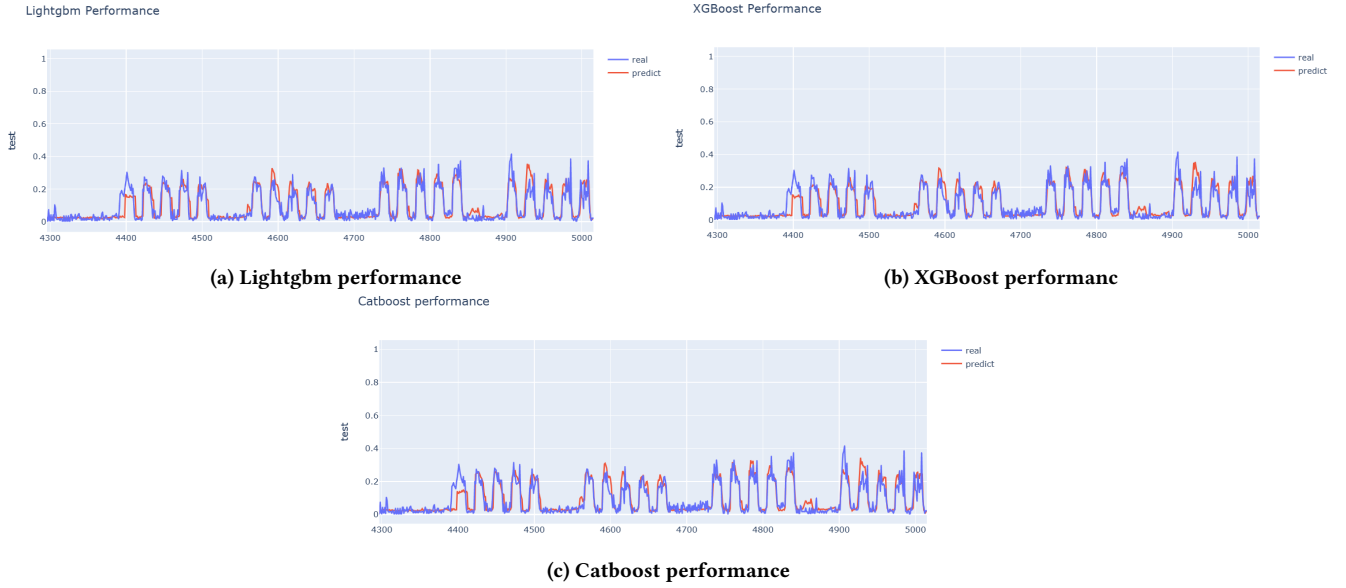 Lightgbm Performance
1
0.8
0.6
0.4
0.2
0
test
4300 4400 4500 4600 4700 4800 4900 5000
real
predict
(a) Lightgbm performance
XGBoost Performance
1
0.8
0.6
0.4
0.2
0
test
4300 4400 4500 4600 4700 4800 4900 5000
real
predict
(b) XGBoost performanc
Catboost performance
1
0.8
0.6
0.4
0.2
0
test
4300 4400 4500 4600 4700 4800 4900 5000
real
predict
(c) Catboost performance